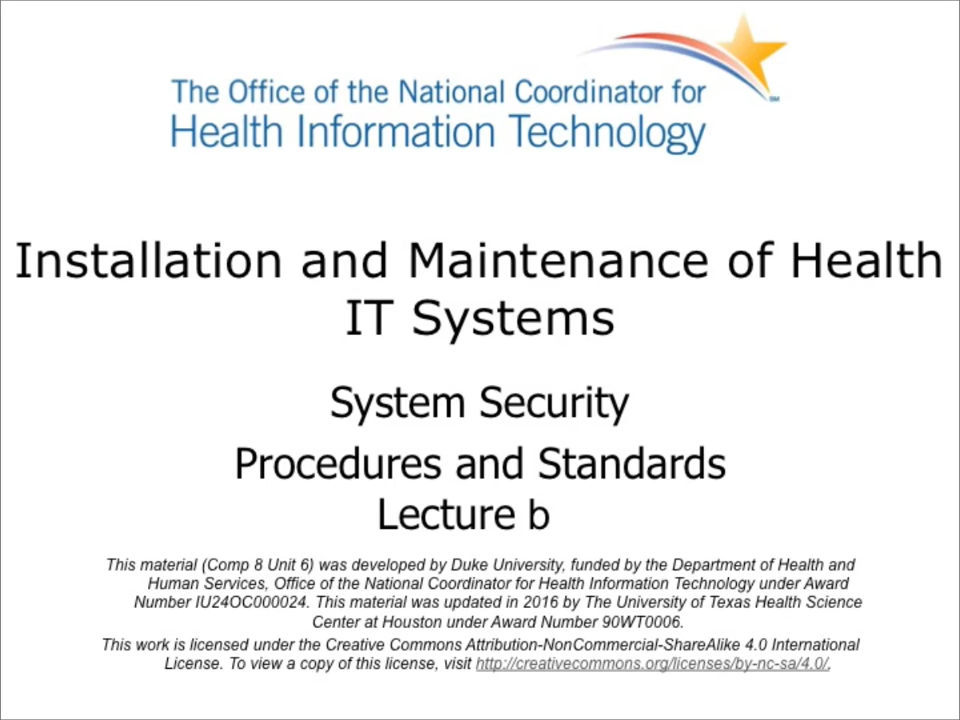 The Office of the National Coordinator for
Health Information Technology
SM
Installation and Maintenance of Health
IT Systems
System Security
Procedures and Standards
Lecture b
This material (Comp 8 Unit 6) was developed by Duke University, funded by the Department of Health and
Human Services, Office of the National Coordinator for Health Information Technology under Award
Number IU24OC000024. This material was updated in 2016 by The University of Texas Health Science
Center at Houston under Award Number 90WT0006.
This work is licensed under the Creative Commons Attribution-NonCommercial-ShareAlike 4.0 International
License. To view a copy of this license, visit http://creativecommons.org/licenses/by-nc-sa/4.0/.